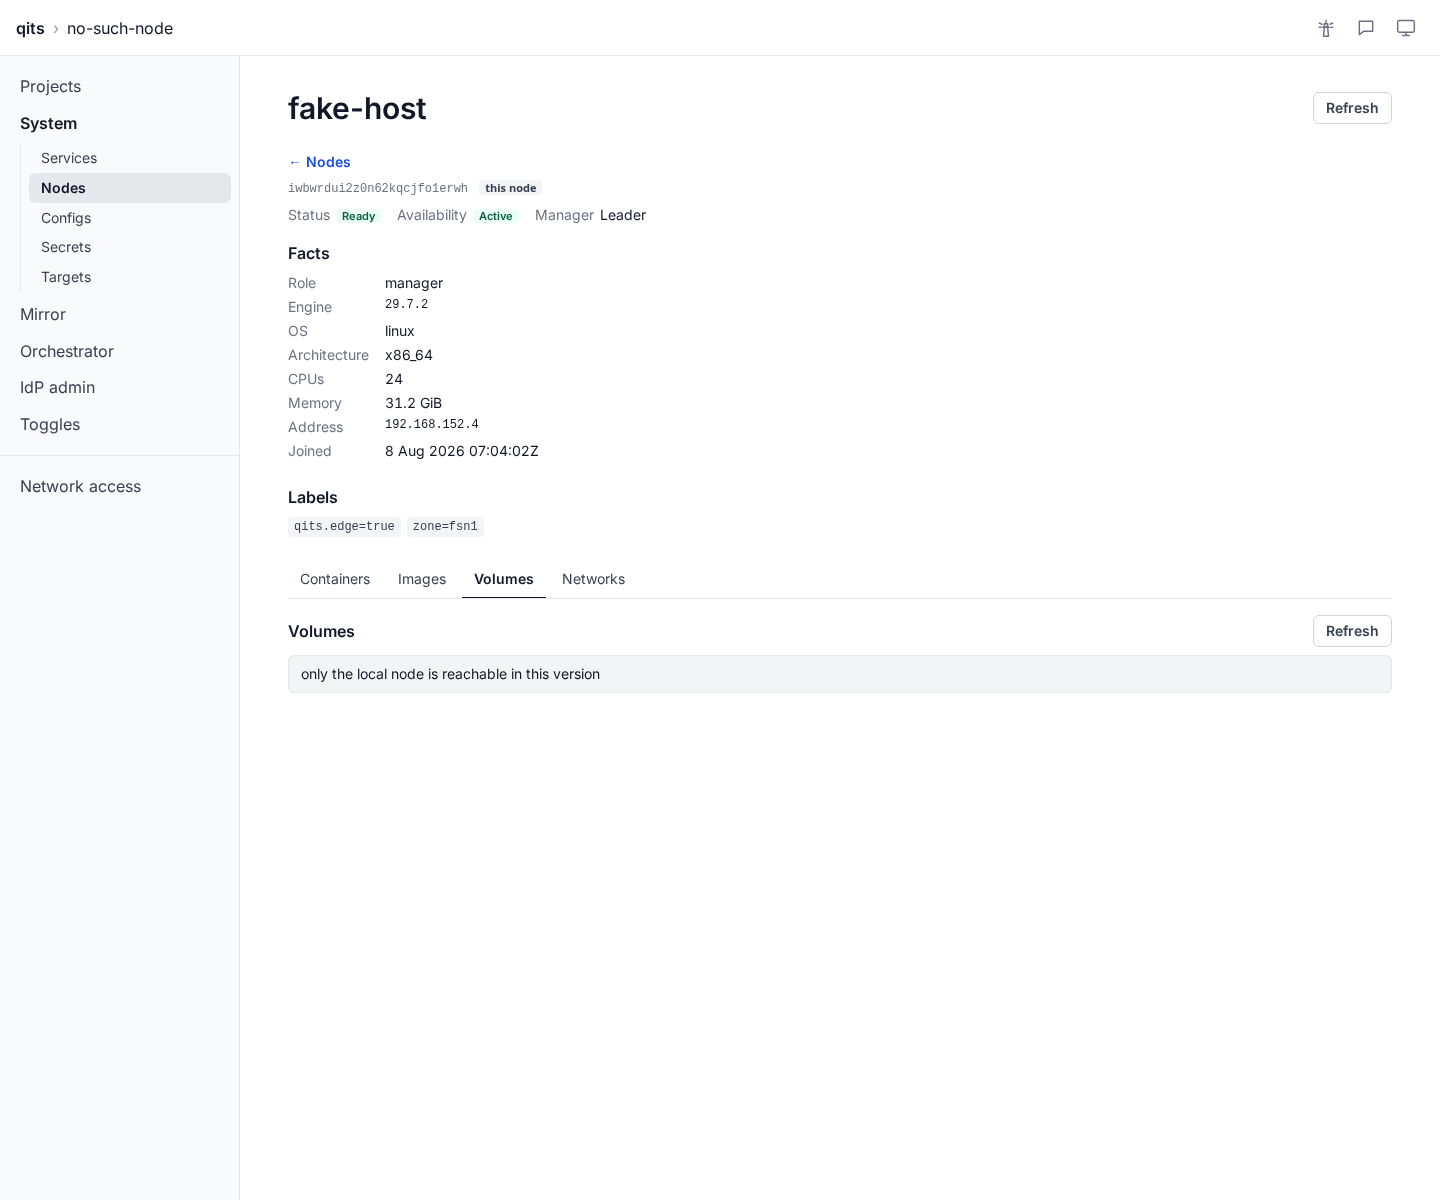 qits › no-such-node
Projects
System
Services
Nodes
Configs
Secrets
Targets
Mirror
Orchestrator
IdP admin
Toggles
Network access
fake-host
Refresh
← Nodes
iwbwrdui2z0n62kqcjfo1erwh this node
Status Ready Availability Active Manager Leader
Facts
Role manager
Engine 29.7.2
OS linux
Architecture x86_64
CPUs 24
Memory 31.2 GiB
Address 192.168.152.4
Joined 8 Aug 2026 07:04:02Z
Labels
qits.edge=true zone=fsn1
Containers Images Volumes Networks
Volumes
Refresh
only the local node is reachable in this version